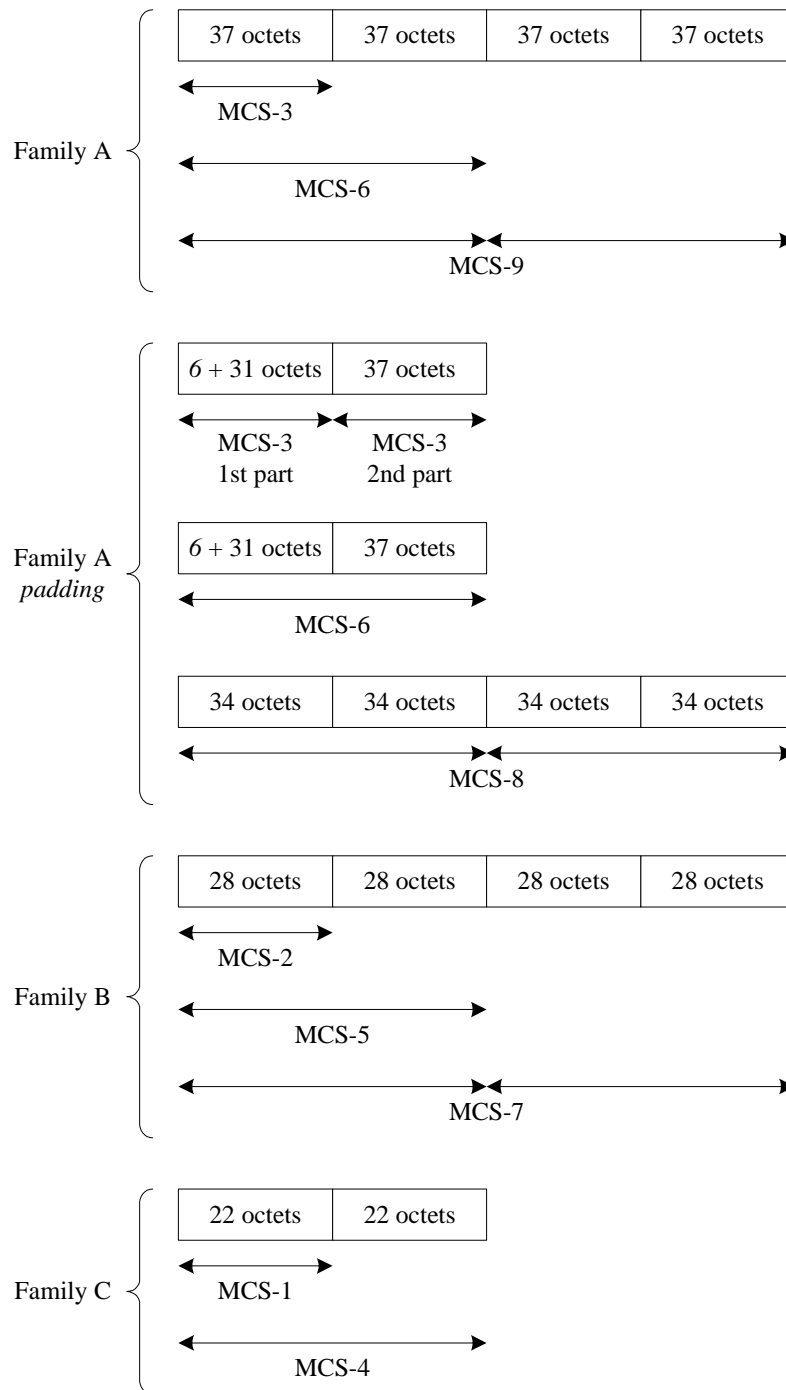 37 octets 37 octets 37 octets 37 octets
MCS-3
Family A
MCS-6
MCS-9
6 + 31 octets 37 octets
MCS-3 MCS-3
1st part 2nd part
6 + 31 octets 37 octets
Family A
padding
MCS-6
34 octets 34 octets 34 octets 34 octets
MCS-8
28 octets 28 octets 28 octets 28 octets
MCS-2
Family B
MCS-5
MCS-7
22 octets 22 octets
Family C
MCS-1
MCS-4